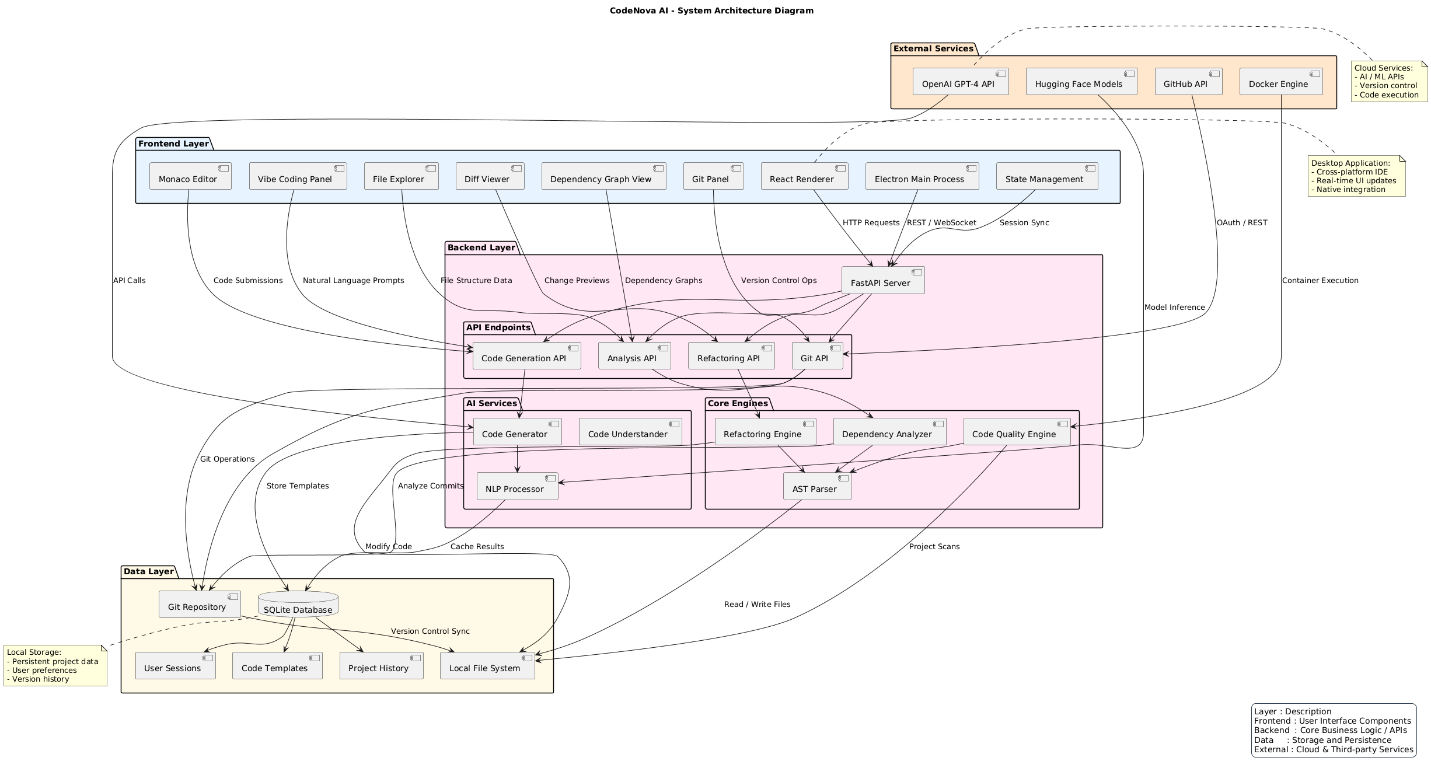 CodeNova AI - System Architecture Diagram
External Services
OpenAI GPT-4 API
Hugging Face Models
GitHub API
Docker Engine
Cloud Services:
- AI / ML APIs
- Version control
- Code execution
Frontend Layer
Monaco Editor
Vibe Coding Panel
File Explorer
Diff Viewer
Dependency Graph View
Git Panel
React Renderer
Electron Main Process
State Management
Desktop Application:
- Cross-platform IDE
- Real-time UI updates
- Native integration
HTTP Requests
REST / WebSocket
Session Sync
OAuth / REST
Backend Layer
FastAPI Server
API Calls
Code Submissions
Natural Language Prompts
File Structure Data
Change Previews
Dependency Graphs
Version Control Ops
Model Inference
Container Execution
API Endpoints
Code Generation API
Analysis API
Refactoring API
Git API
AI Services
Code Generator
Code Understander
NLP Processor
Core Engines
Refactoring Engine
Dependency Analyzer
Code Quality Engine
AST Parser
Git Operations
Store Templates
Analyze Commits
Modify Code
Cache Results
Project Scans
Read / Write Files
Data Layer
Git Repository
SQLite Database
Version Control Sync
User Sessions
Code Templates
Project History
Local File System
Local Storage:
- Persistent project data
- User preferences
- Version history
Layer : Description
Frontend : User Interface Components
Backend : Core Business Logic / APIs
Data : Storage and Persistence
External : Cloud & Third-party Services